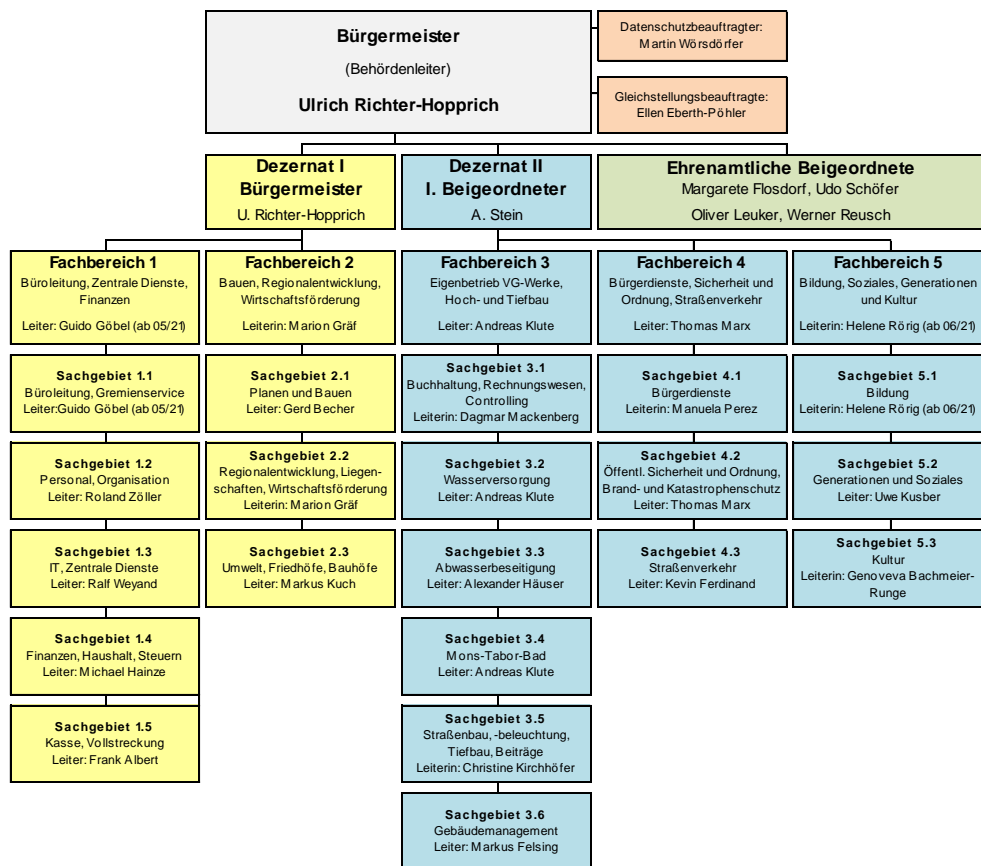 Bürgermeister
(Behördenleiter)
Ulrich Richter-Hopprich
Datenschutzbeauftragter:
Martin Wörsdörfer
Gleichstellungsbeauftragte:
Ellen Eberth-Pöhler
Dezernat I
Bürgermeister
U. Richter-Hopprich
Dezernat II
I. Beigeordneter
A. Stein
Ehrenamtliche Beigeordnete
Margarete Flosdorf, Udo Schöfer
Oliver Leuker, Werner Reusch
Fachbereich 1
Büroleitung, Zentrale Dienste,
Finanzen
Leiter: Guido Göbel (ab 05/21)
Fachbereich 2
Bauen, Regionalentwicklung,
Wirtschaftsförderung
Leiterin: Marion Gräf
Fachbereich 3
Eigenbetrieb VG-Werke,
Hoch- und Tiefbau
Leiter: Andreas Klute
Fachbereich 4
Bürgerdienste, Sicherheit und
Ordnung, Straßenverkehr
Leiter: Thomas Marx
Fachbereich 5
Bildung, Soziales, Generationen
und Kultur
Leiterin: Helene Rörig (ab 06/21)
Sachgebiet 1.1
Büroleitung, Gremienservice
Leiter:Guido Göbel (ab 05/21)
Sachgebiet 2.1
Planen und Bauen
Leiter: Gerd Becher
Sachgebiet 3.1
Buchhaltung, Rechnungswesen,
Controlling
Leiterin: Dagmar Mackenberg
Sachgebiet 4.1
Bürgerdienste
Leiterin: Manuela Perez
Sachgebiet 5.1
Bildung
Leiterin: Helene Rörig (ab 06/21)
Sachgebiet 1.2
Personal, Organisation
Leiter: Roland Zöller
Sachgebiet 2.2
Regionalentwicklung, Liegen-
schaften, Wirtschaftsförderung
Leiterin: Marion Gräf
Sachgebiet 3.2
Wasserversorgung
Leiter: Andreas Klute
Sachgebiet 4.2
Öffentl. Sicherheit und Ordnung,
Brand- und Katastrophenschutz
Leiter: Thomas Marx
Sachgebiet 5.2
Generationen und Soziales
Leiter: Uwe Kusber
Sachgebiet 1.3
IT, Zentrale Dienste
Leiter: Ralf Weyand
Sachgebiet 2.3
Umwelt, Friedhöfe, Bauhöfe
Leiter: Markus Kuch
Sachgebiet 3.3
Abwasserbeseitigung
Leiter: Alexander Häuser
Sachgebiet 4.3
Straßenverkehr
Leiter: Kevin Ferdinand
Sachgebiet 5.3
Kultur
Leiterin: Genoveva Bachmeier-
Runge
Sachgebiet 1.4
Finanzen, Haushalt, Steuern
Leiter: Michael Hainze
Sachgebiet 3.4
Mons-Tabor-Bad
Leiter: Andreas Klute
Sachgebiet 1.5
Kasse, Vollstreckung
Leiter: Frank Albert
Sachgebiet 3.5
Straßenbau, -beleuchtung,
Tiefbau, Beiträge
Leiterin: Christine Kirchhöfer
Sachgebiet 3.6
Gebäudemanagement
Leiter: Markus Felsing